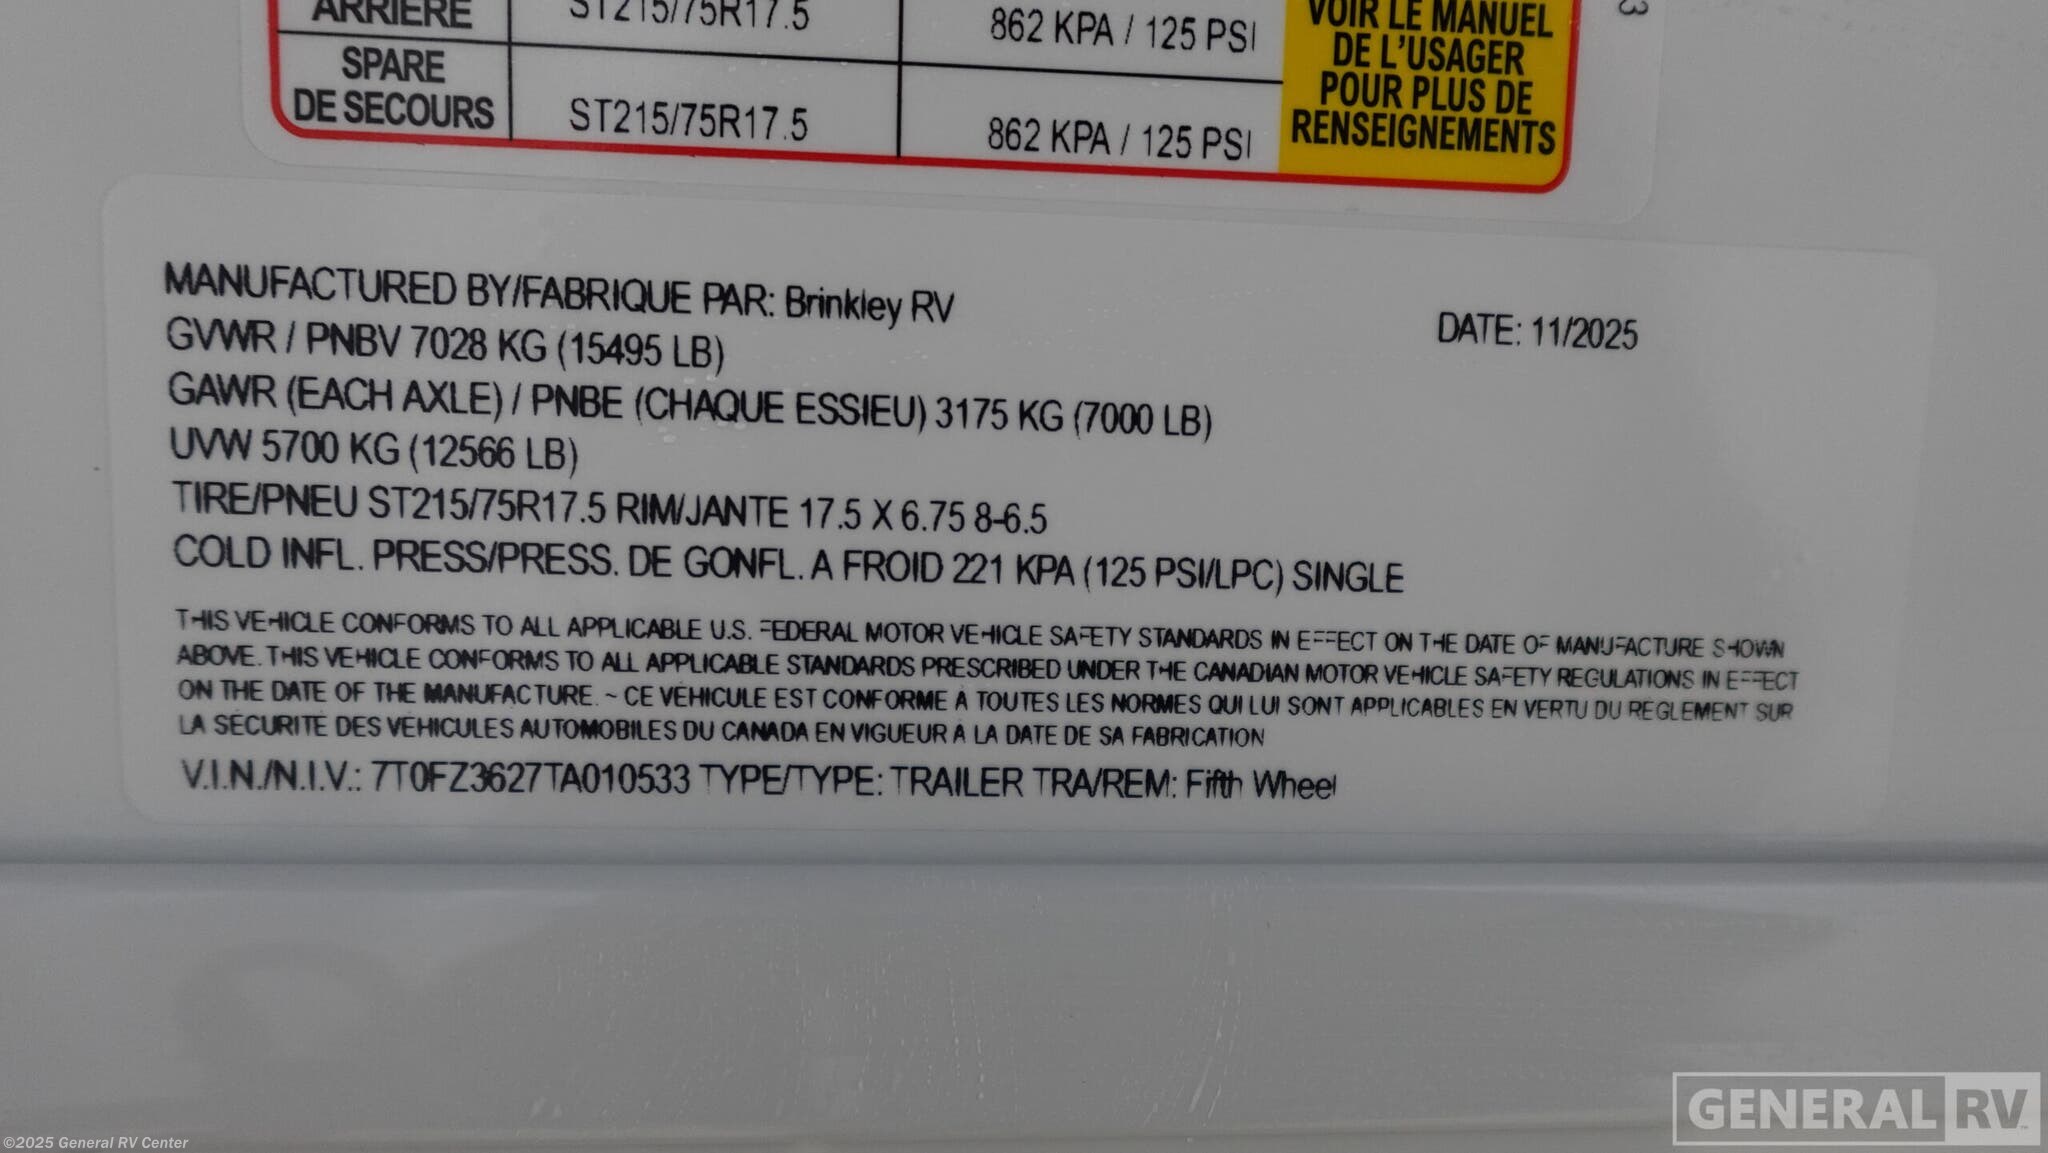 ARRIÈRE ST215/75R17.5 862 KPA / 125 PSI
SPARE
DE SECOURS ST215/75R17.5 862 KPA / 125 PSI
VOIR LE MANUEL
DE L'USAGER
POUR PLUS DE
RENSEIGNEMENTS
3
MANUFACTURED BY/FABRIQUE PAR: Brinkley RV
DATE: 11/2025
GVWR / PNBV 7028 KG (15495 LB)
GAWR (EACH AXLE) / PNBE (CHAQUE ESSIEU) 3175 KG (7000 LB)
UVW 5700 KG (12566 LB)
TIRE/PNEU ST215/75R17.5 RIM/JANTE 17.5 X 6.75 8-6.5
COLD INFL. PRESS/PRESS. DE GONFL. A FROID 221 KPA (125 PSI/LPC) SINGLE
THIS VEHICLE CONFORMS TO ALL APPLICABLE U.S. FEDERAL MOTOR VEHICLE SAFETY STANDARDS IN EFFECT ON THE DATE OF MANUFACTURE SHOWN
ABOVE. THIS VEHICLE CONFORMS TO ALL APPLICABLE STANDARDS PRESCRIBED UNDER THE CANADIAN MOTOR VEHICLE SAFETY REGULATIONS IN EFFECT
ON THE DATE OF THE MANUFACTURE. ~ CE VÉHICULE EST CONFORME À TOUTES LES NORMES QUI LUI SONT APPLICABLES EN VERTU DU RÈGLEMENT SUR
LA SÉCURITÉ DES VÉHICULES AUTOMOBILES DU CANADA EN VIGUEUR À LA DATE DE SA FABRICATION
V.I.N./N.I.V.: 7T0FZ3627TA010533 TYPE/TYPE: TRAILER TRA/REM: Fifth Wheel
GENERAL RV
©2025 General RV Center